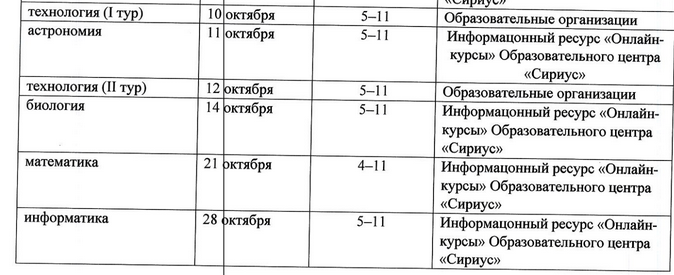 «Сириус»
технология (I тур) 10 октября 5–11 Образовательные организации
астрономия 11 октября 5–11 Информацонный ресурс «Онлайн-
курсы» Образовательного центра
«Сириус»
технология (II тур) 12 октября 5–11 Образовательные организации
биология 14 октября 5–11 Информацонный ресурс «Онлайн-
курсы» Образовательного центра
«Сириус»
математика 21 октября 4–11 Информацонный ресурс «Онлайн-
курсы» Образовательного центра
«Сириус»
информатика 28 октября 5–11 Информацонный ресурс «Онлайн-
курсы» Образовательного центра
«Сириус»